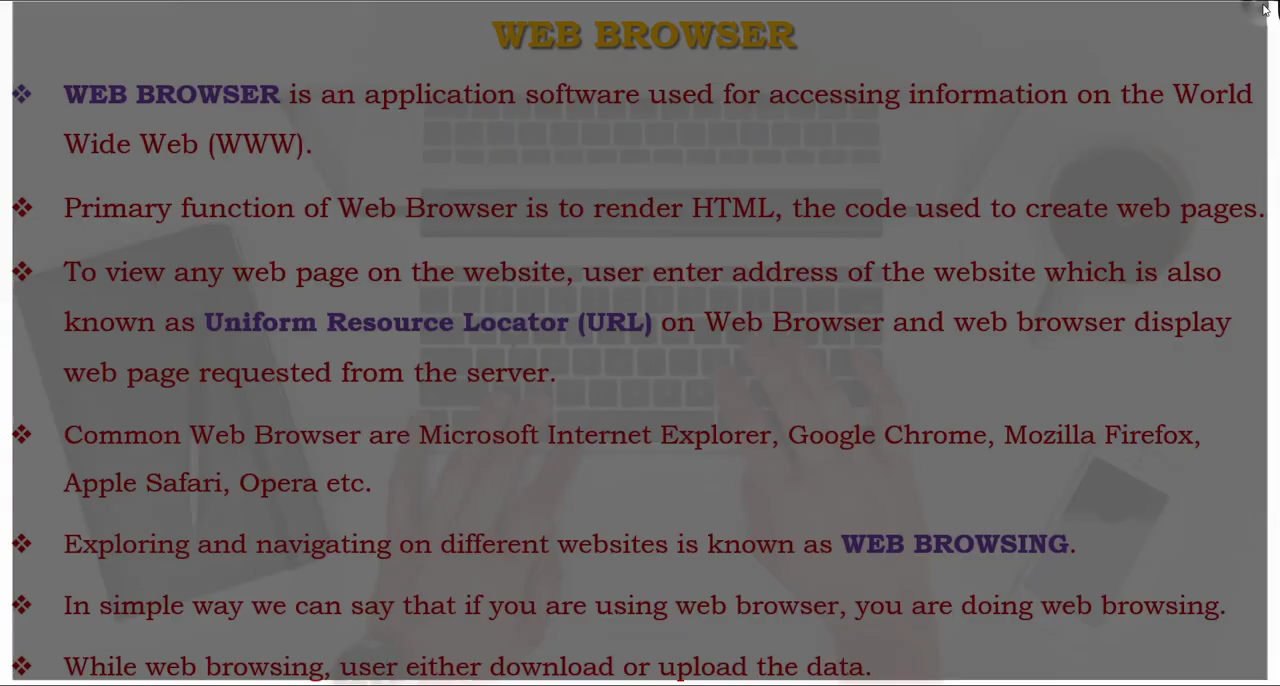 WEB BROWSER
❖ WEB BROWSER is an application software used for accessing information on the World
Wide Web (WWW).
❖ Primary function of Web Browser is to render HTML, the code used to create web pages.
❖ To view any web page on the website, user enter address of the website which is also
known as Uniform Resource Locator (URL) on Web Browser and web browser display
web page requested from the server.
❖ Common Web Browser are Microsoft Internet Explorer, Google Chrome, Mozilla Firefox,
Apple Safari, Opera etc.
❖ Exploring and navigating on different websites is known as WEB BROWSING.
❖ In simple way we can say that if you are using web browser, you are doing web browsing.
❖ While web browsing, user either download or upload the data.